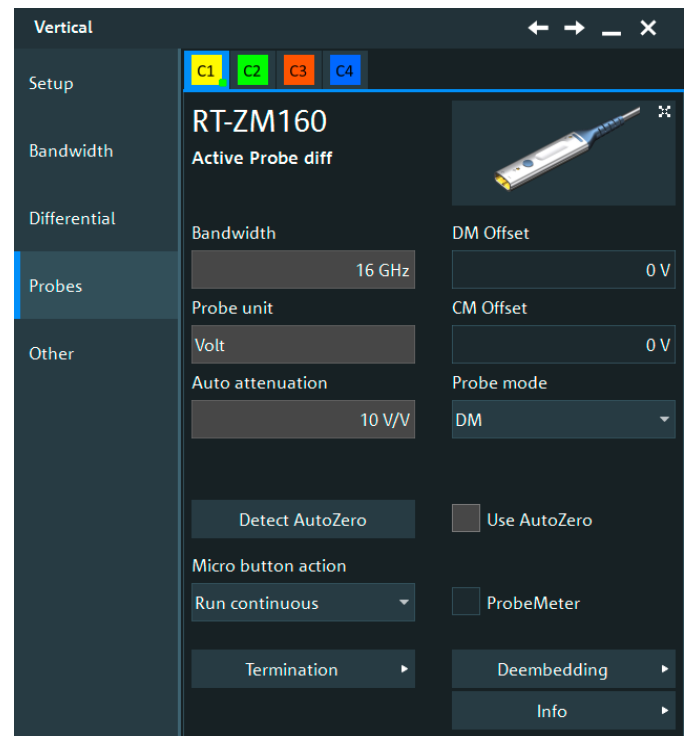 Vertical
Setup
Bandwidth
Differential
Probes
Other
C1 C2 C3 C4
RT-ZM160
Active Probe diff
Bandwidth DM Offset
16 GHz 0 V
Probe unit CM Offset
Volt 0 V
Auto attenuation Probe mode
10 V/V DM
Detect AutoZero Use AutoZero
Micro button action
Run continuous ProbeMeter
Termination Deembedding
Info